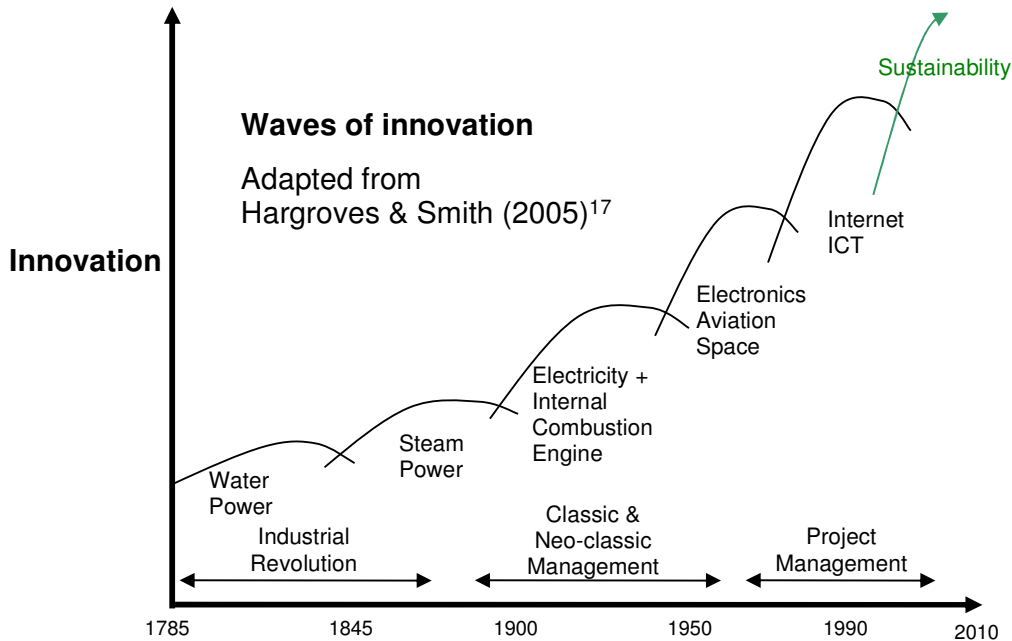 Sustainability
Waves of innovation
Adapted from
Hargroves & Smith (2005)17
Innovation
Internet
ICT
Electronics
Aviation
Space
Electricity +
Internal
Combustion
Engine
Steam
Power
Water
Power
Industrial
Revolution
Classic &
Neo-classic
Management
Project
Management
1785
1845
1900
1950
1990
2010